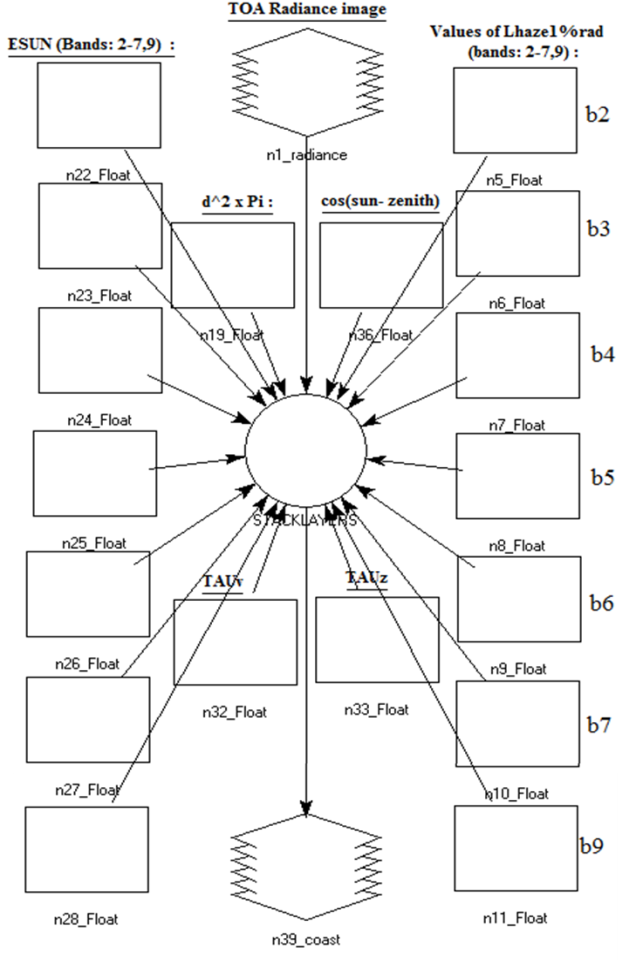 TOA Radiance image
ESUN (Bands: 2-7,9) :
Values of Lhaze1%rad
(bands: 2-7,9) :
b2
n1_radiance
n22_Float
n5_Float
d^2 x Pi :
cos(sun- zenith)
b3
n23_Float
n6_Float
n19_Float
n36_Float
b4
n24_Float
n7_Float
b5
STACKLAYERS
n25_Float
n8_Float
TAUv
TAUz
b6
n26_Float
n9_Float
n32_Float
n33_Float
b7
n27_Float
n10_Float
b9
n28_Float
n11_Float
n39_coast